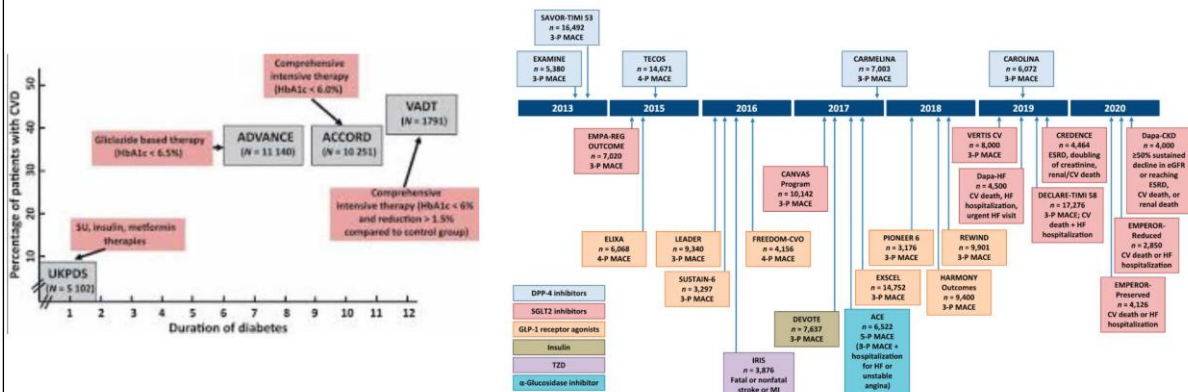 Percentage of patients with CVD
50
40
30
20
10
Comprehensive
intensive therapy
(HbA1c < 6.0%)
VADT
(N = 1791)
Gliclazide based therapy
(HbA1c < 6.5%)
ADVANCE
(N = 11 140)
ACCORD
(N = 10 251)
Comprehensive
intensive therapy (HbA1c < 6%
and reduction > 1.5%
compared to control group)
SU, insulin, metformin
therapies
UKPDS
(N = 5 102)
1 2 3 4 5 6 7 8 9 10 11 12
Duration of diabetes
SAVOR-TIMI 53
n = 16,492
3-P MACE
EXAMINE
n = 5,380
3-P MACE
TECOS
n = 14,671
4-P MACE
CARMELINA
n = 7,003
3-P MACE
CAROLINA
n = 6,072
3-P MACE
2013 2015 2016 2017 2018 2019 2020
EMPA-REG
OUTCOME
n = 7,020
3-P MACE
CANVAS
Program
n = 10,142
3-P MACE
VERTIS CV
n = 8,000
3-P MACE
Dapa-HF
n = 4,500
CV death, HF
hospitalization,
urgent HF visit
CREDENCE
n = 4,464
ESRD, doubling
of creatinine,
renal/CV death
DECLARE-TIMI 58
n = 17,276
3-P MACE; CV
death + HF
hospitalization
Dapa-CKD
n = 4,000
≥50% sustained
decline in eGFR
or reaching
ESRD,
CV death, or
renal death
EMPEROR-
Reduced
n = 2,850
CV death or HF
hospitalization
EMPEROR-
Preserved
n = 4,126
CV death or HF
hospitalization
ELIXA
n = 6,068
4-P MACE
LEADER
n = 9,340
3-P MACE
SUSTAIN-6
n = 3,297
3-P MACE
FREEDOM-CVO
n = 4,156
4-P MACE
PIONEER 6
n = 3,176
3-P MACE
EXSCEL
n = 14,752
3-P MACE
REWIND
n = 9,901
3-P MACE
HARMONY
Outcomes
n = 9,400
3-P MACE
DEVOTE
n = 7,637
3-P MACE
ACE
n = 6,522
5-P MACE
(3-P MACE +
hospitalization
for HF or
unstable
angina)
IRIS
n = 3,876
Fatal or nonfatal
stroke or MI
DPP-4 inhibitors
SGLT2 inhibitors
GLP-1 receptor agonists
Insulin
TZD
α-Glucosidase inhibitor